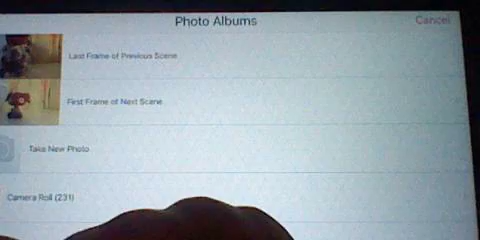 Photo Albums
Cancel
Last Frame of Previous Scene
First Frame of Next Scene
Take New Photo
Camera Roll (231)